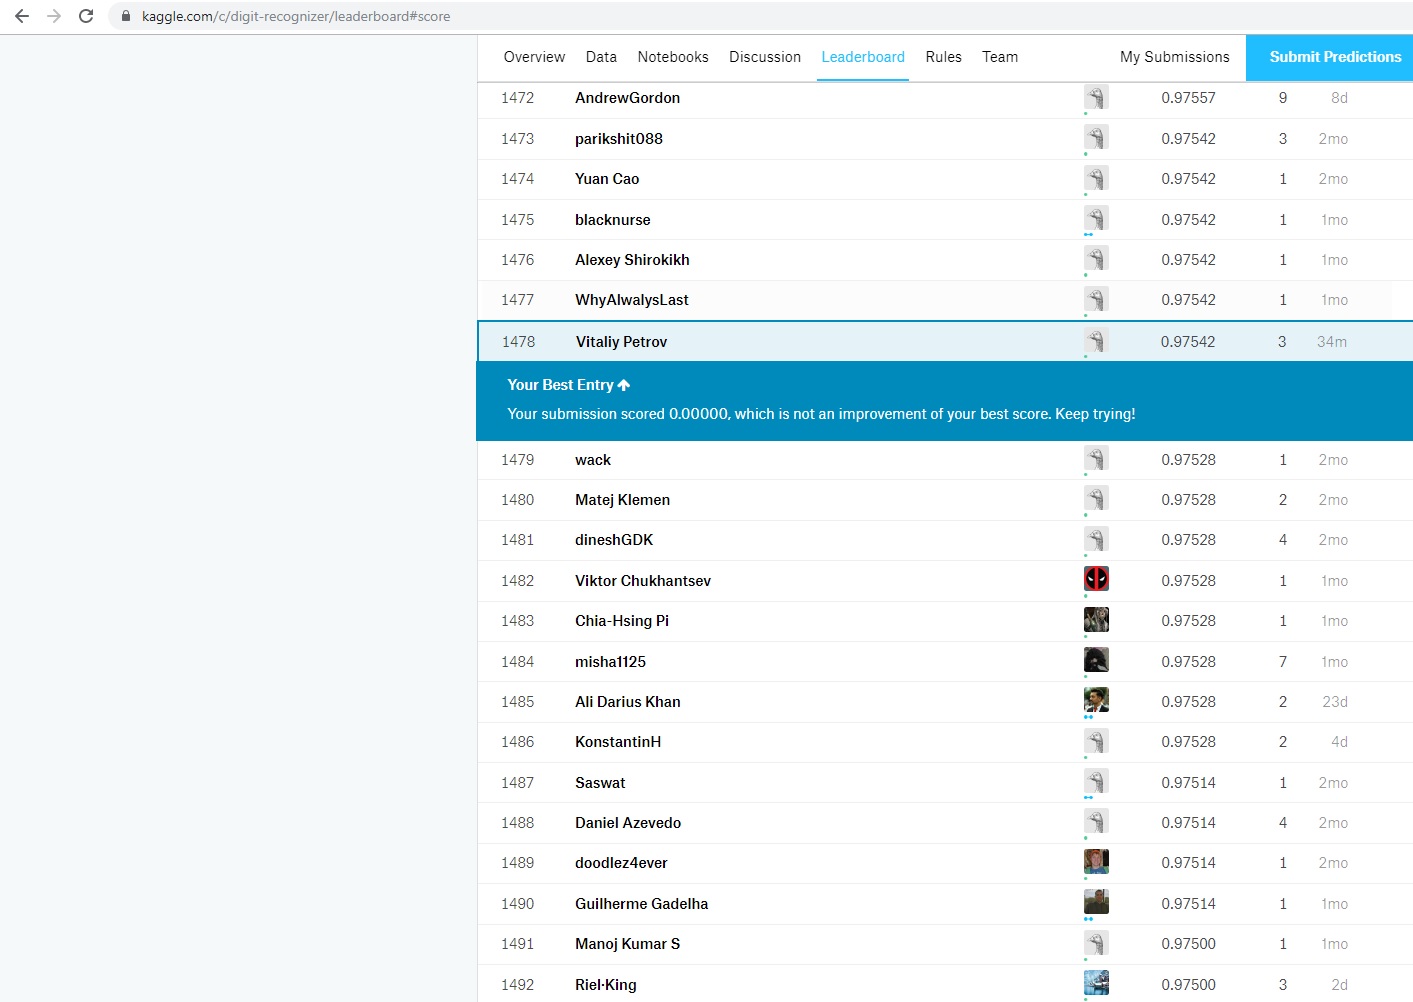 kaggle.com/c/digit-recognizer/leaderboard#score
Overview Data Notebooks Discussion Leaderboard Rules Team My Submissions Submit Predictions
1472 AndrewGordon 0.97557 9 8d
1473 parikshit088 0.97542 3 2mo
1474 Yuan Cao 0.97542 1 2mo
1475 blacknurse 0.97542 1 1mo
1476 Alexey Shirokikh 0.97542 1 1mo
1477 WhyAlwalysLast 0.97542 1 1mo
1478 Vitaliy Petrov 0.97542 3 34m
Your Best Entry
Your submission scored 0.00000, which is not an improvement of your best score. Keep trying!
1479 wack 0.97528 1 2mo
1480 Matej Klemen 0.97528 2 2mo
1481 dineshGDK 0.97528 4 2mo
1482 Viktor Chukhantsev 0.97528 1 1mo
1483 Chia-Hsing Pi 0.97528 1 1mo
1484 misha1125 0.97528 7 1mo
1485 Ali Darius Khan 0.97528 2 23d
1486 KonstantinH 0.97528 2 4d
1487 Saswat 0.97514 1 2mo
1488 Daniel Azevedo 0.97514 4 2mo
1489 doodlez4ever 0.97514 1 2mo
1490 Guilherme Gadelha 0.97514 1 1mo
1491 Manoj Kumar S 0.97500 1 1mo
1492 Riel·King 0.97500 3 2d